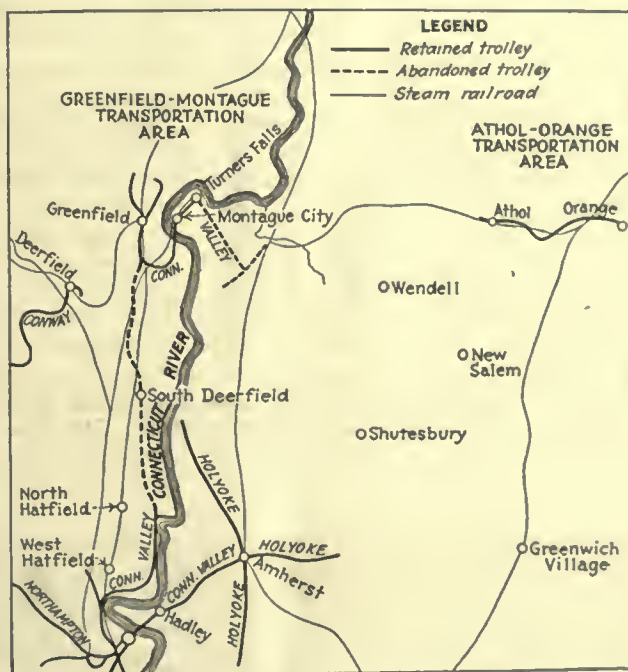 LEGEND
Retained trolley
Abandoned trolley
Steam railroad
GREENFIELD-MONTAGUE
TRANSPORTATION
AREA
ATHOL-ORANGE
TRANSPORTATION
AREA
Turners Falls
Greenfield
Montague City
Athol
Orange
VALLEY
CONN.
Deerfield
CONWAY
Wendell
New
Salem
South Deerfield
CONNECTICUT RIVER
Shutesbury
HOLYOKE
North
Hatfield
VALLEY
CONN.
West
Hatfield
CONN. VALLEY
HOLYOKE
Amherst
Greenwich
Village
NORTHAMPTON
Hadley
HOLYOKE